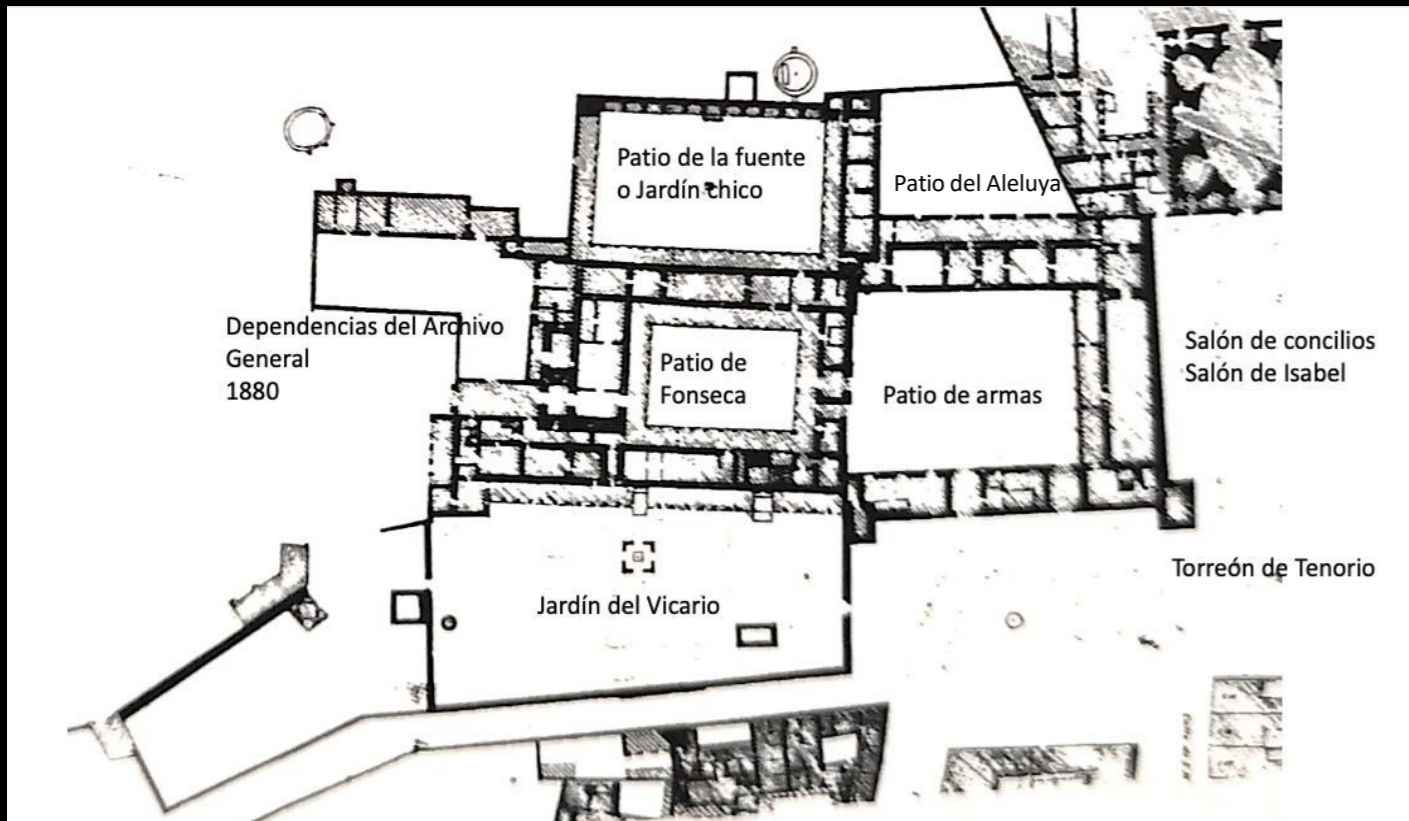 Patio de la fuente
o Jardín chico
Patio del Aleluya
Dependencias del Archivo
General
1880
Patio de
Fonseca
Patio de armas
Salón de concilios
Salón de Isabel
Torreón de Tenorio
Jardín del Vicario